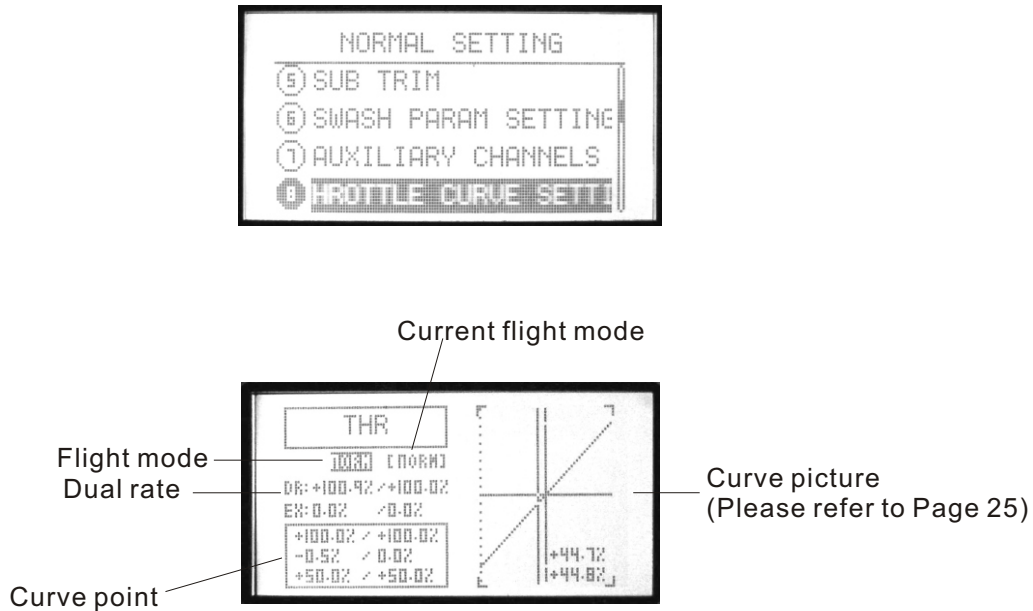 NORMAL SETTING
5 SUB TRIM
6 SWASH PARAM SETTING
7 AUXILIARY CHANNELS
8 HROTTLE CURVE SETTI
Current flight mode
THR
Flight mode
NORM [NORM]
Dual rate
DR:+100.9%/+100.0%
EX:0.0% /0.0%
+100.0% / +100.0%
-0.5% / 0.0%
+50.0% / +50.0%
Curve point
+44.7%
+44.8%
Curve picture
(Please refer to Page 25)